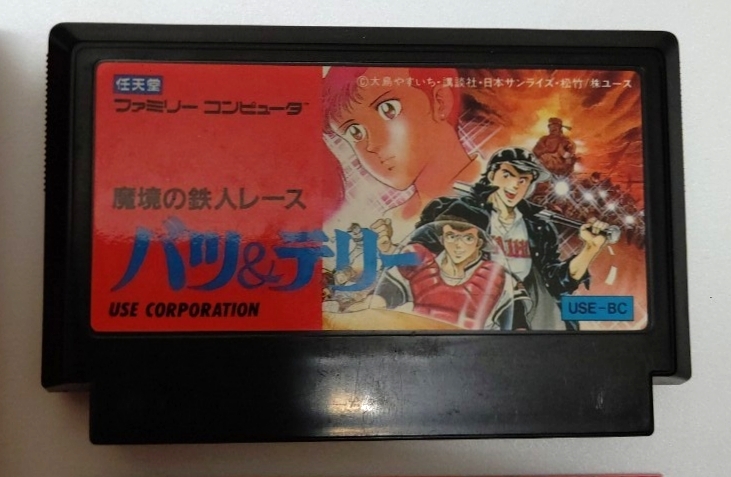 任天堂
ファミリー コンピュータ™
©大島やすいち・講談社・日本サンライズ・松竹/㈱ユース
魔境の鉄人レース
バツ&テリー
USE CORPORATION
USE-BC